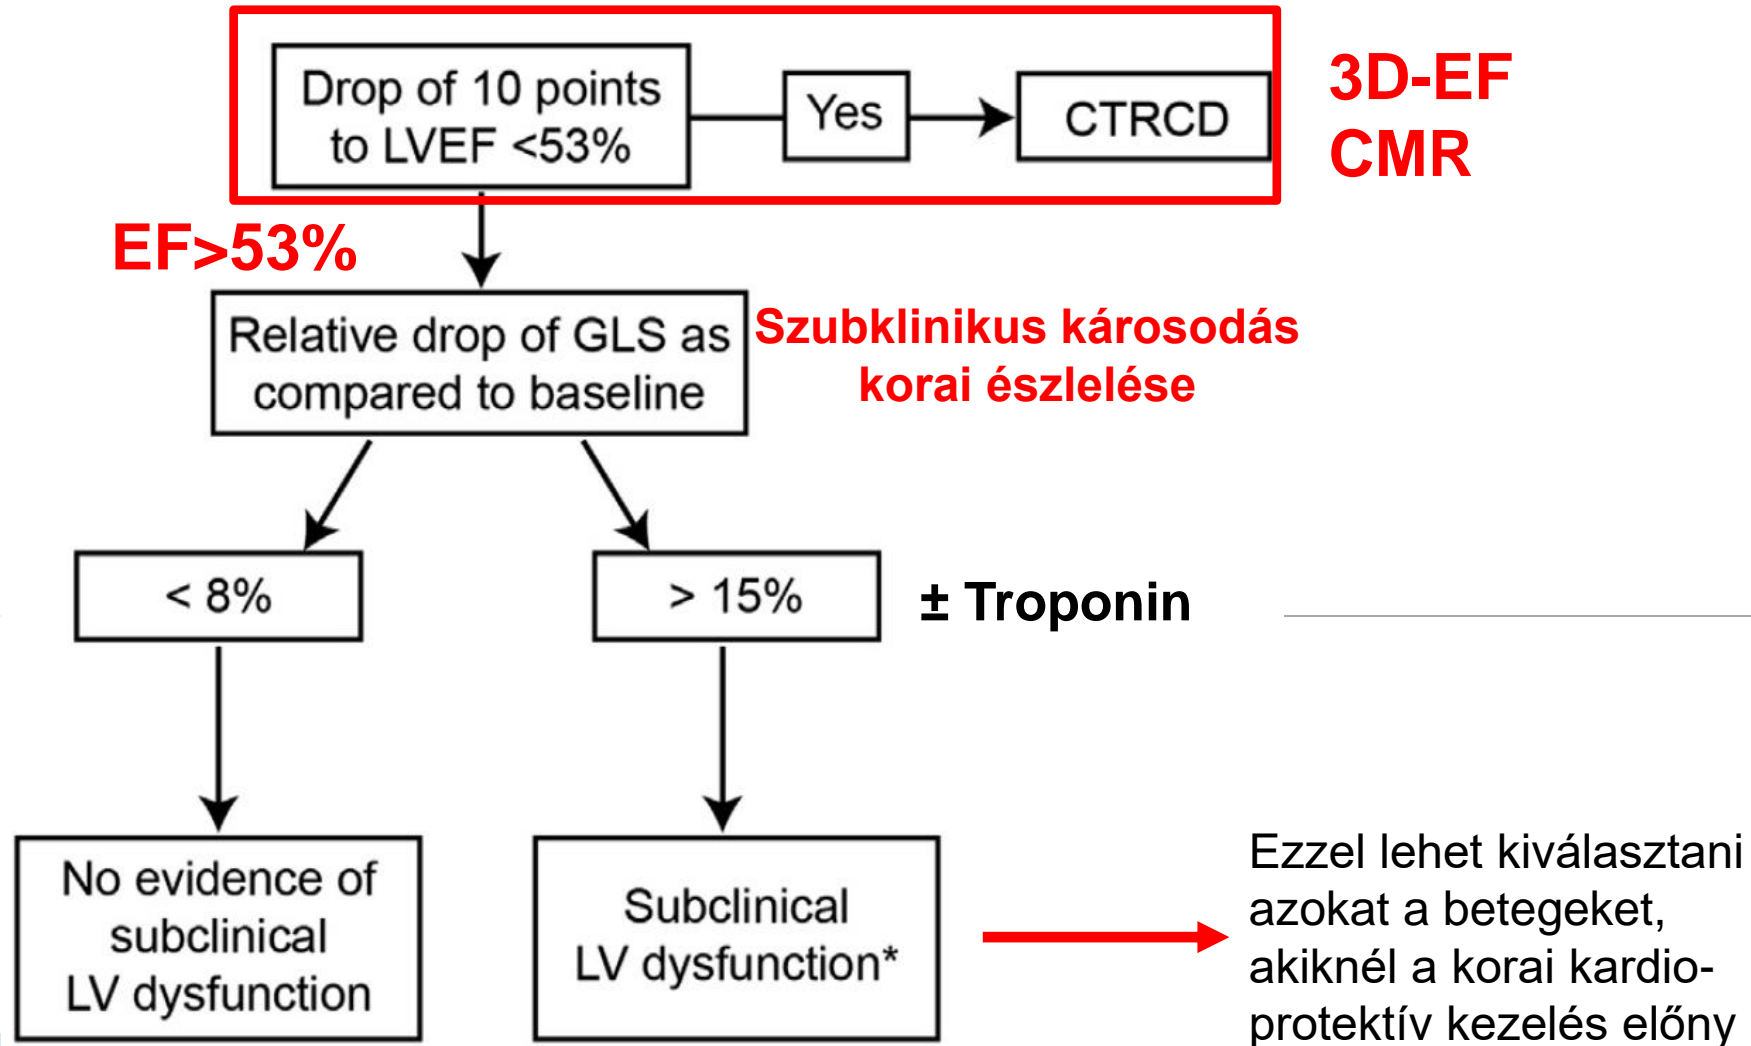 Drop of 10 points
to LVEF <53%
Yes
CTRCD
3D-EF
CMR
EF>53%
Relative drop of GLS as
compared to baseline
Szubklinikus károsodás
korai észlelése
< 8%
> 15%
± Troponin
No evidence of
subclinical
LV dysfunction
Subclinical
LV dysfunction*
Ezzel lehet kiválasztani
azokat a betegeket,
akiknél a korai kardio-
protektív kezelés előny